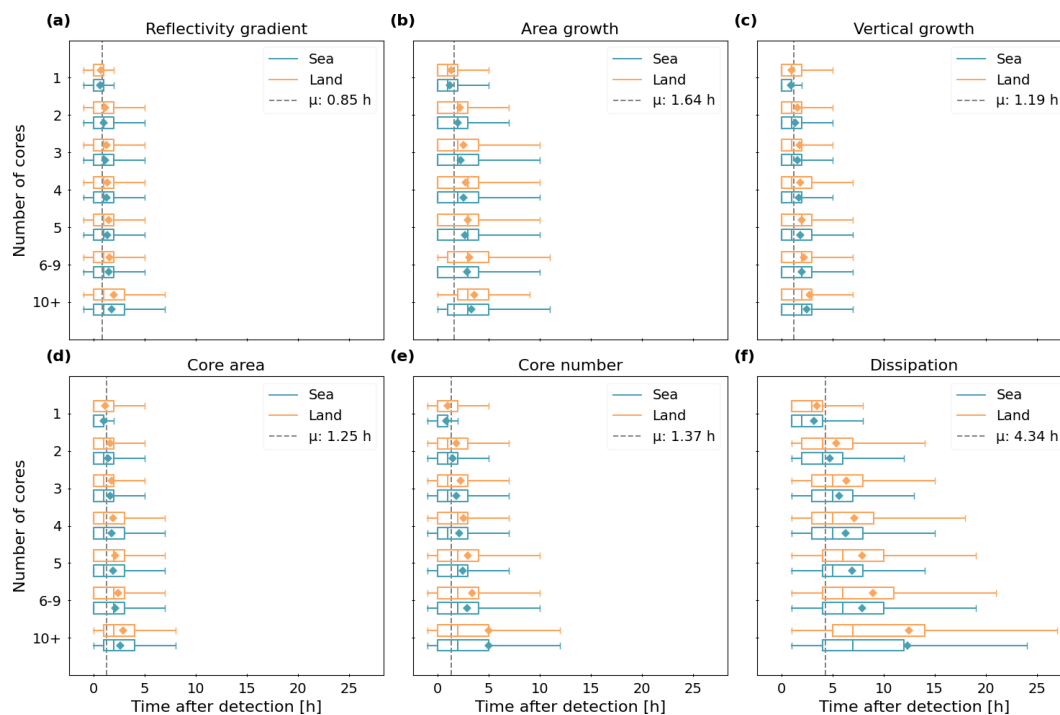 (a)
Reflectivity gradient
Sea
Land
μ: 0.85 h
Number of cores
1
2
3
4
5
6-9
10+
(b)
Area growth
Sea
Land
μ: 1.64 h
(c)
Vertical growth
Sea
Land
μ: 1.19 h
(d)
Core area
Sea
Land
μ: 1.25 h
Number of cores
1
2
3
4
5
6-9
10+
0 5 10 15 20 25
Time after detection [h]
(e)
Core number
Sea
Land
μ: 1.37 h
0 5 10 15 20 25
Time after detection [h]
(f)
Dissipation
Sea
Land
μ: 4.34 h
0 5 10 15 20 25
Time after detection [h]